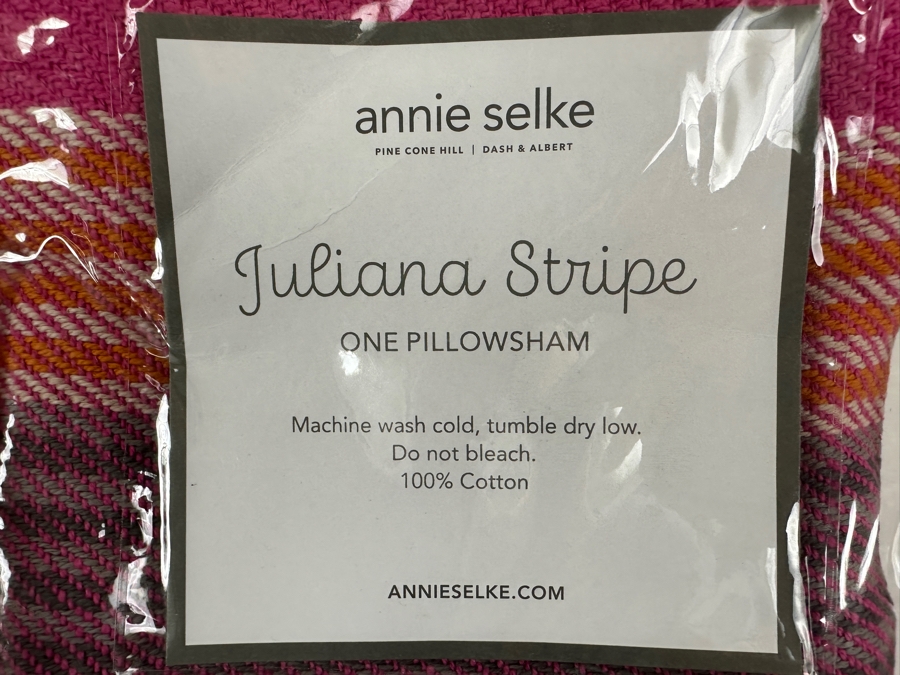 annie selke
PINE CONE HILL | DASH & ALBERT
Juliana Stripe
ONE PILLOWSHAM
Machine wash cold, tumble dry low.
Do not bleach.
100% Cotton
ANNIESELKE.COM